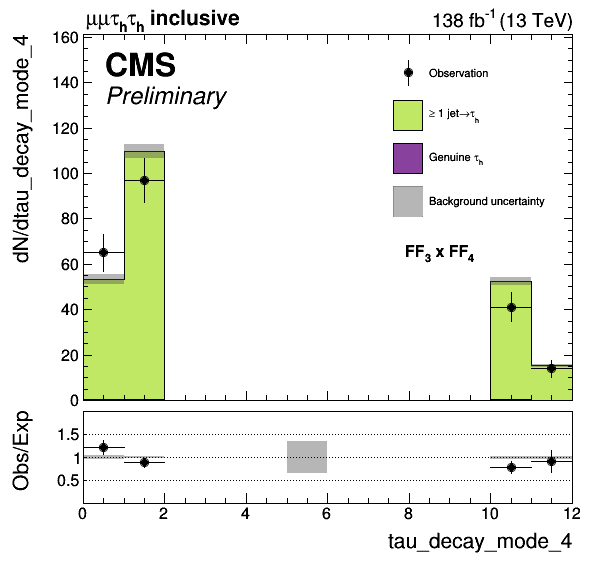 μμτhτh inclusive
138 fb-1 (13 TeV)
dN/dtau_decay_mode_4
160
140
120
100
80
60
40
20
0
CMS
Preliminary
Observation
≥ 1 jet→τh
Genuine τh
Background uncertainty
FF3 x FF4
Obs/Exp
1.5
1
0.5
0 2 4 6 8 10 12
tau_decay_mode_4